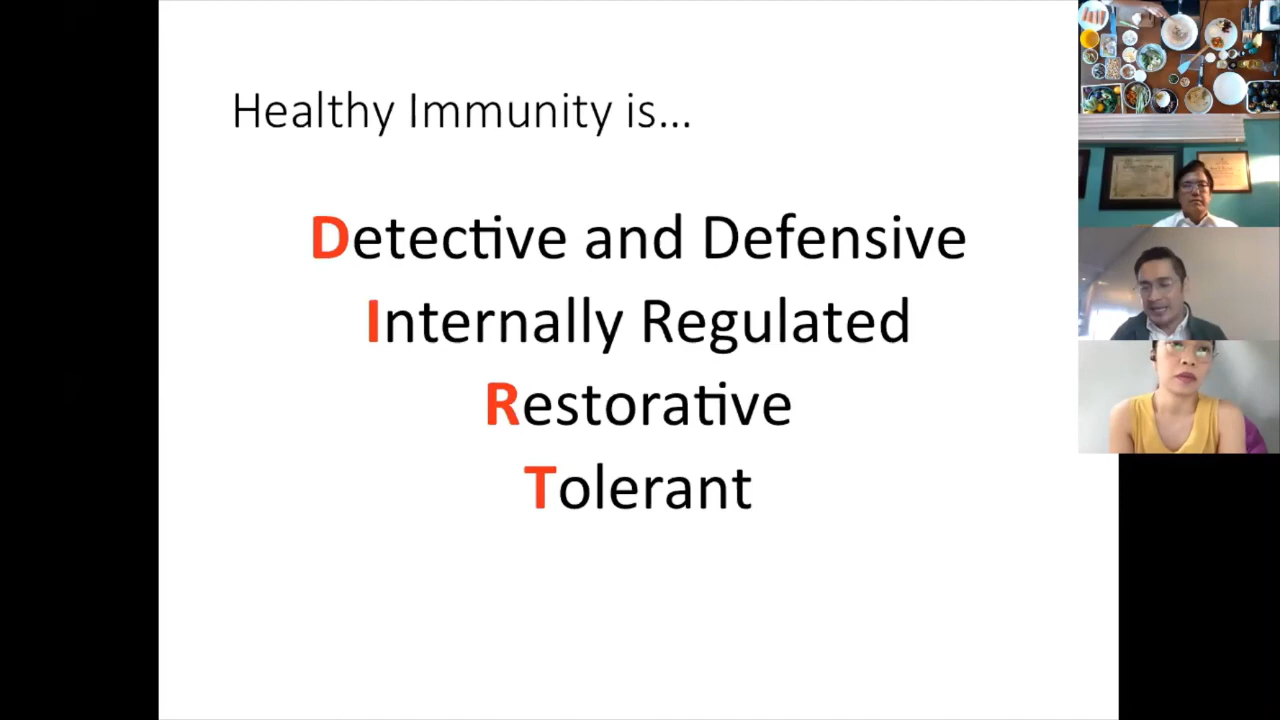 Healthy Immunity is...
Detective and Defensive
Internally Regulated
Restorative
Tolerant